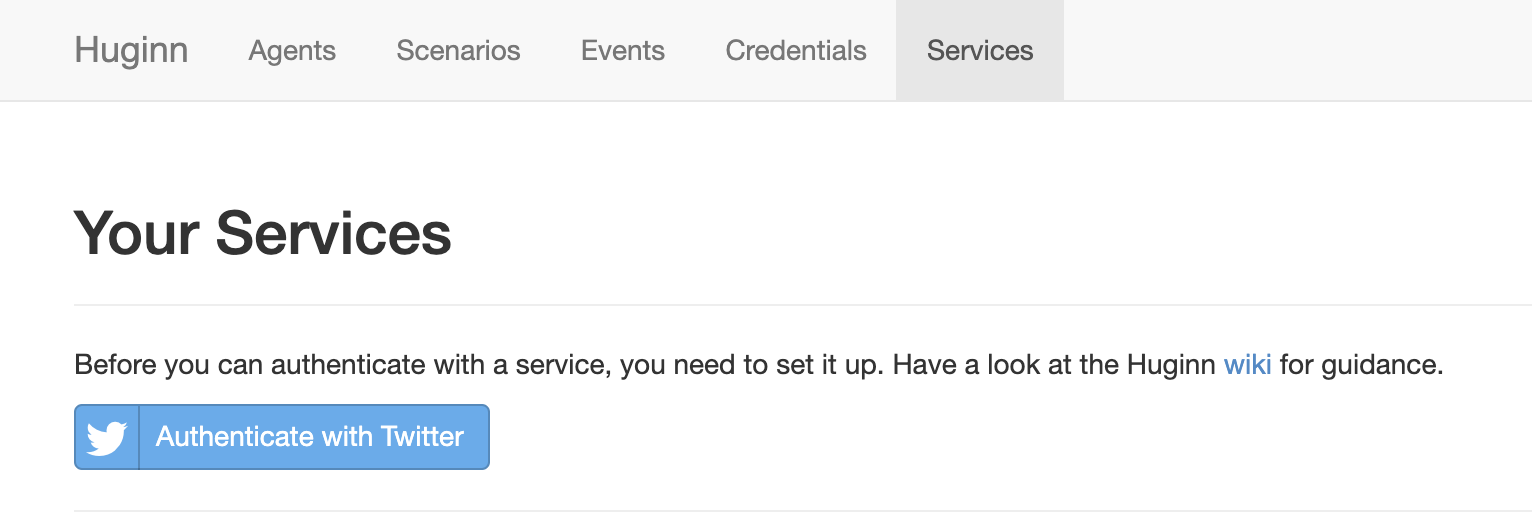 Huginn Agents Scenarios Events Credentials Services
Your Services
Before you can authenticate with a service, you need to set it up. Have a look at the Huginn wiki for guidance.
Authenticate with Twitter